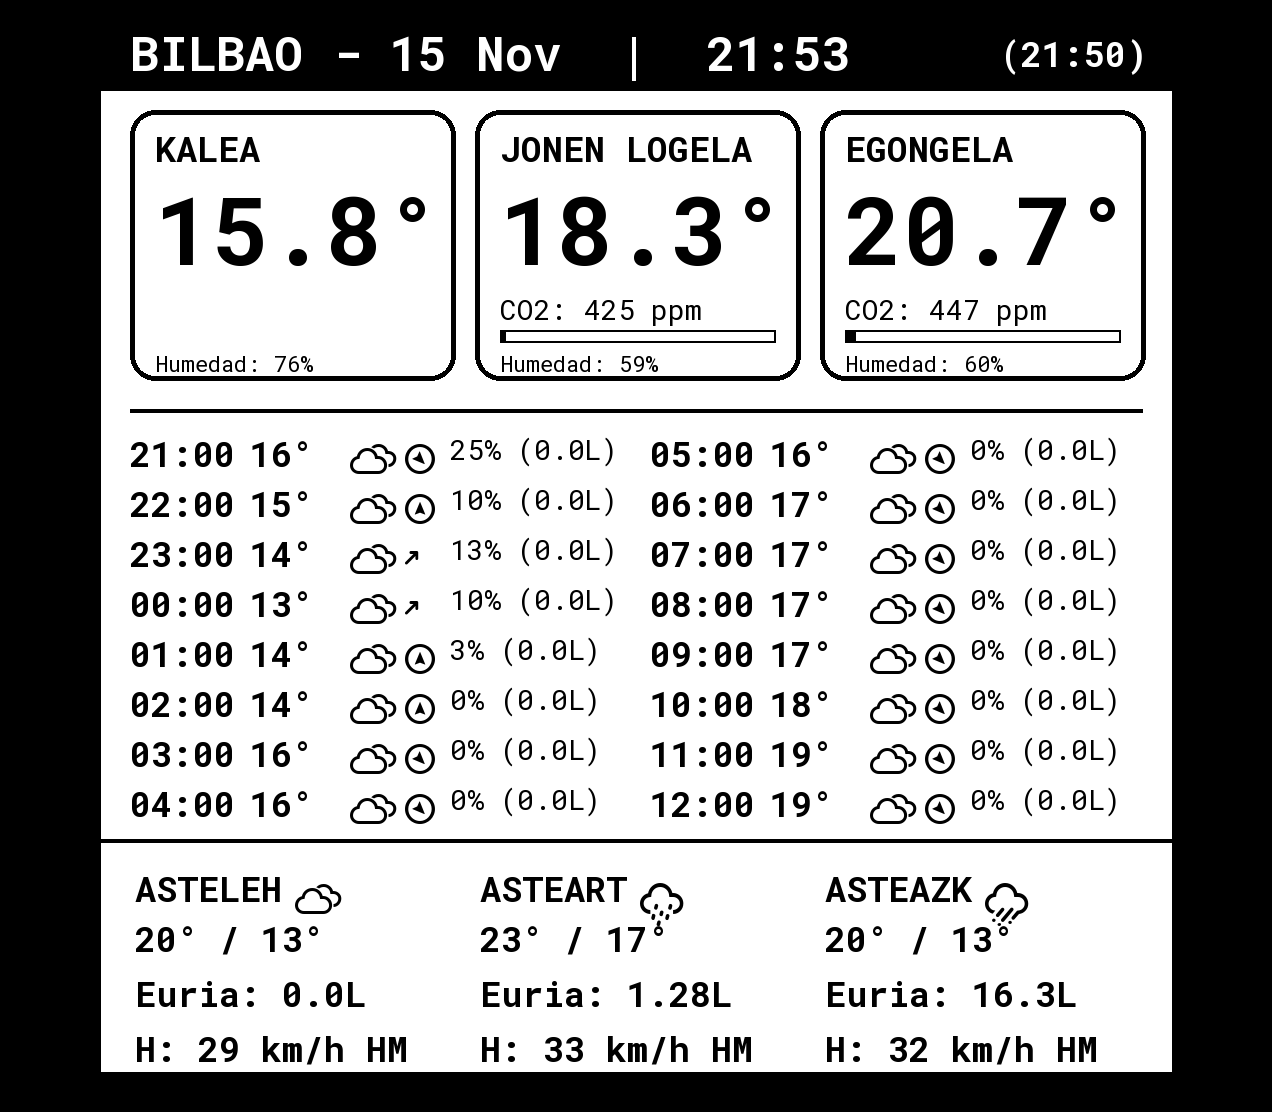 BILBAO - 15 Nov | 21:53 (21:50)
KALEA
15.8°
Humedad: 76%
JONEN LOGELA
18.3°
CO2: 425 ppm
Humedad: 59%
EGONGELA
20.7°
CO2: 447 ppm
Humedad: 60%
21:00 16° 25% (0.0L)
22:00 15° 10% (0.0L)
23:00 14° 13% (0.0L)
00:00 13° 10% (0.0L)
01:00 14° 3% (0.0L)
02:00 14° 0% (0.0L)
03:00 16° 0% (0.0L)
04:00 16° 0% (0.0L)
05:00 16° 0% (0.0L)
06:00 17° 0% (0.0L)
07:00 17° 0% (0.0L)
08:00 17° 0% (0.0L)
09:00 17° 0% (0.0L)
10:00 18° 0% (0.0L)
11:00 19° 0% (0.0L)
12:00 19° 0% (0.0L)
ASTELEH
20° / 13°
Euria: 0.0L
H: 29 km/h HM
ASTEART
23° / 17°
Euria: 1.28L
H: 33 km/h HM
ASTEAZK
20° / 13°
Euria: 16.3L
H: 32 km/h HM